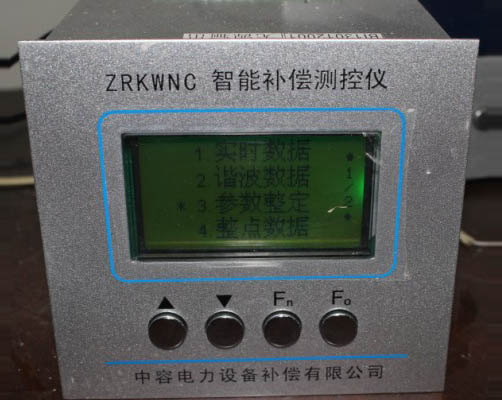 ZRKWNC 智能补偿测控仪
1 实时数据
2 谐波数据
* 3 参数整定
4 整点数据
1/2
▲ ▼ Fn Fo
中容电力设备补偿有限公司